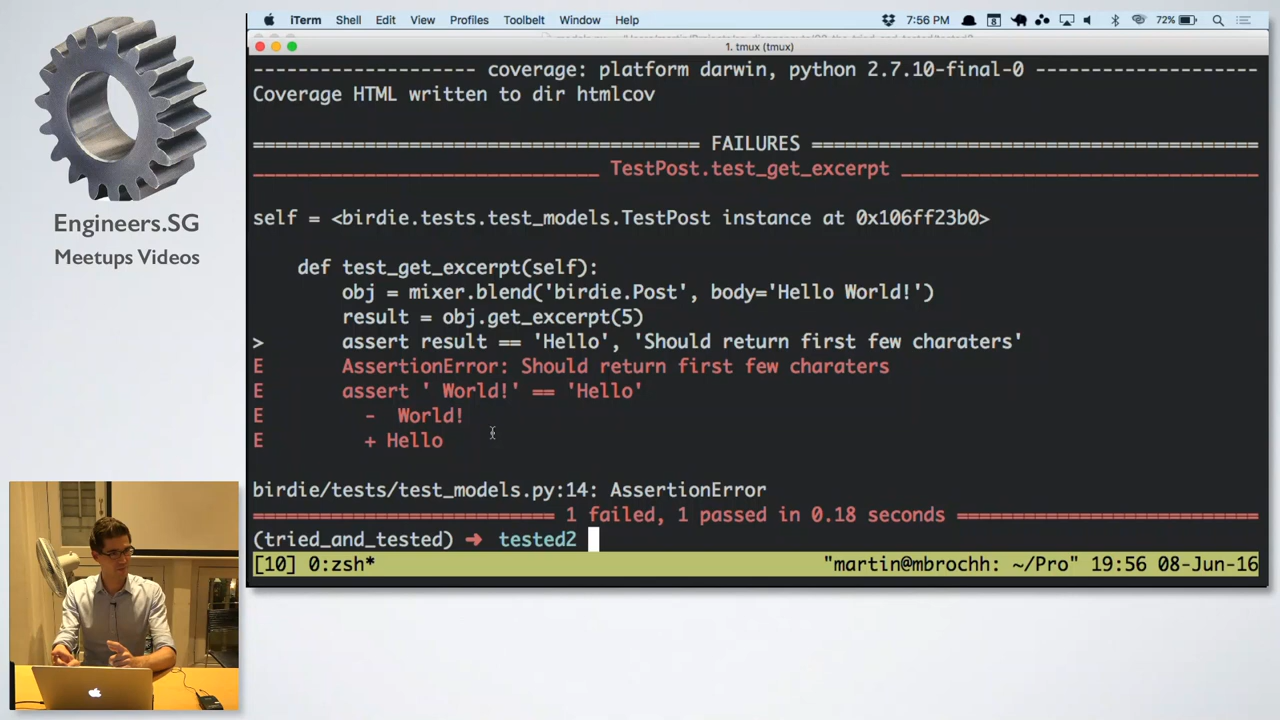 iTerm Shell Edit View Profiles Toolbelt Window Help 7:56 PM 8 72%
1. tmux (tmux)
-------------------- coverage: platform darwin, python 2.7.10-final-0 --------------------
Coverage HTML written to dir htmlcov
======================================== FAILURES ========================================
_______________________________ TestPost.test_get_excerpt ________________________________
self = <birdie.tests.test_models.TestPost instance at 0x106ff23b0>
def test_get_excerpt(self):
obj = mixer.blend('birdie.Post', body='Hello World!')
result = obj.get_excerpt(5)
> assert result == 'Hello', 'Should return first few charaters'
E AssertionError: Should return first few charaters
E assert ' World!' == 'Hello'
E -  World!
E + Hello
birdie/tests/test_models.py:14: AssertionError
=========================== 1 failed, 1 passed in 0.18 seconds ===========================
(tried_and_tested) ➜ tested2
[10] 0:zsh* "martin@mbrochh: ~/Pro" 19:56 08-Jun-16
Engineers.SG
Meetups Videos